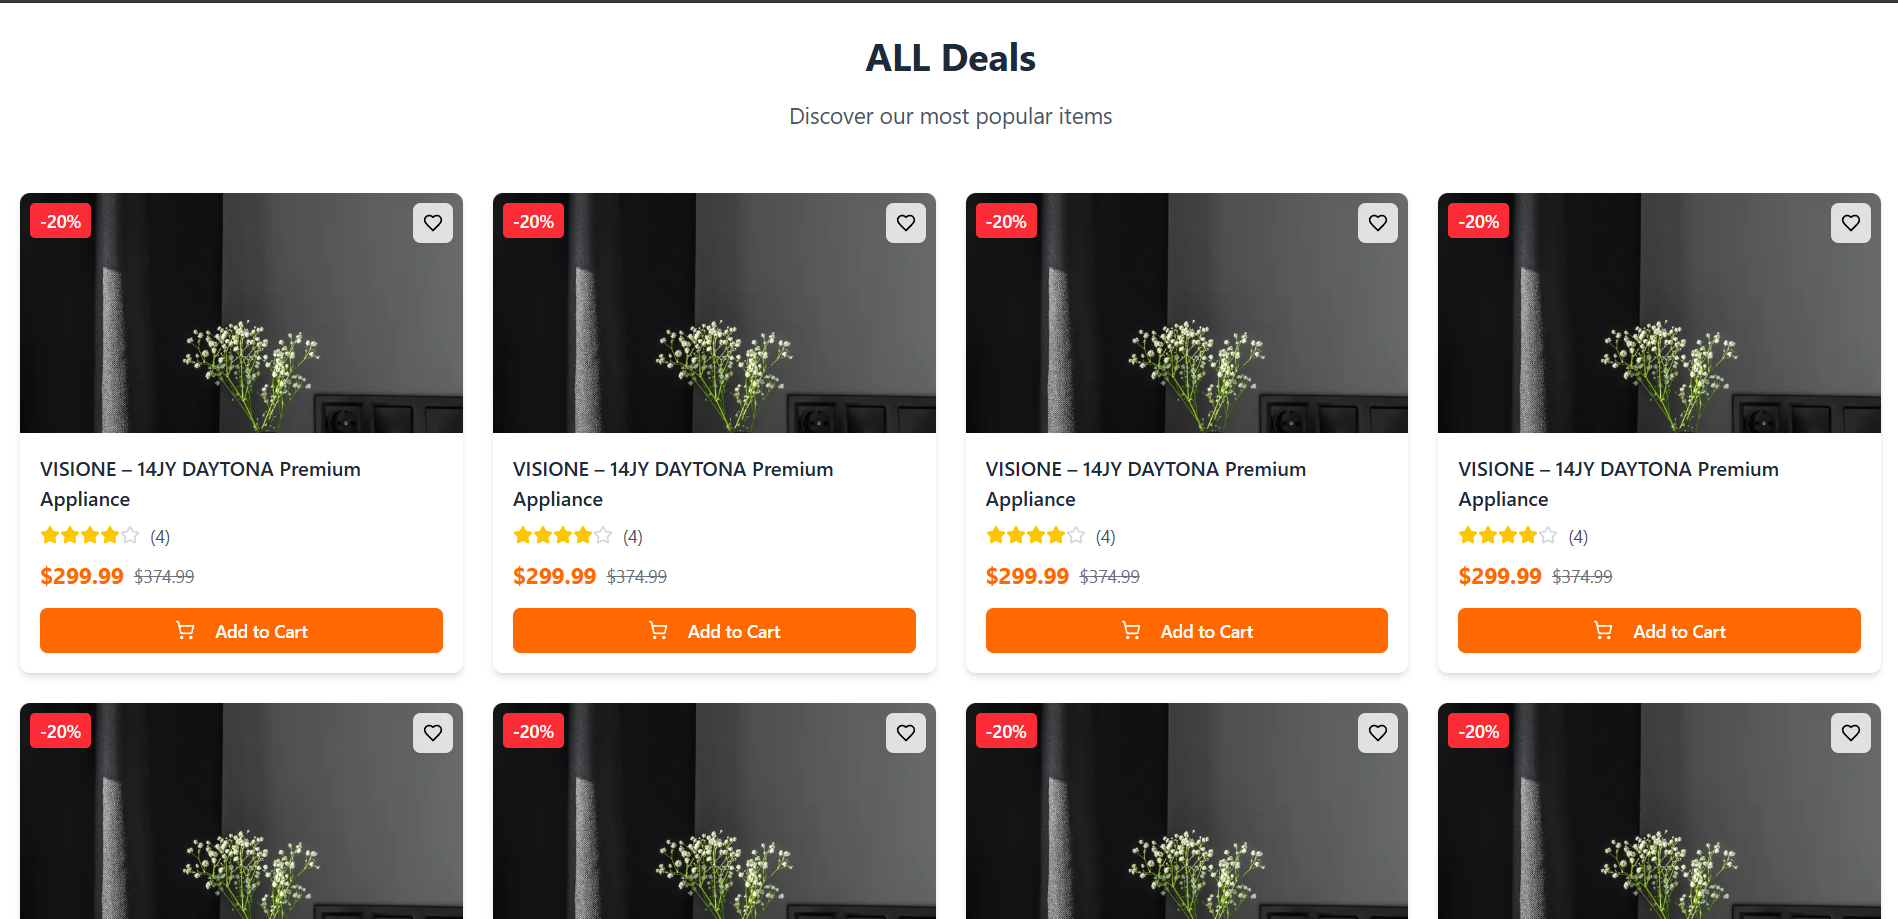 ALL Deals
Discover our most popular items
-20%
-20%
-20%
-20%
VISIONE – 14JY DAYTONA Premium
Appliance
(4)
$299.99 $374.99
Add to Cart
VISIONE – 14JY DAYTONA Premium
Appliance
(4)
$299.99 $374.99
Add to Cart
VISIONE – 14JY DAYTONA Premium
Appliance
(4)
$299.99 $374.99
Add to Cart
VISIONE – 14JY DAYTONA Premium
Appliance
(4)
$299.99 $374.99
Add to Cart
-20%
-20%
-20%
-20%